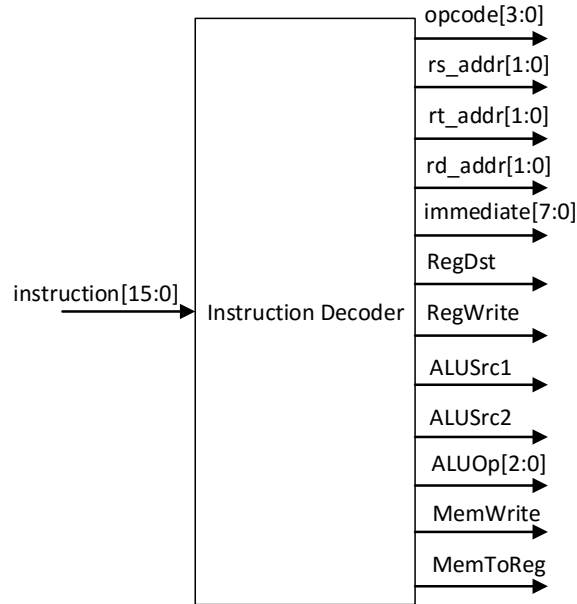 opcode[3:0]
rs_addr[1:0]
rt_addr[1:0]
rd_addr[1:0]
immediate[7:0]
RegDst
instruction[15:0]
Instruction Decoder
RegWrite
ALUSrc1
ALUSrc2
ALUOp[2:0]
MemWrite
MemToReg